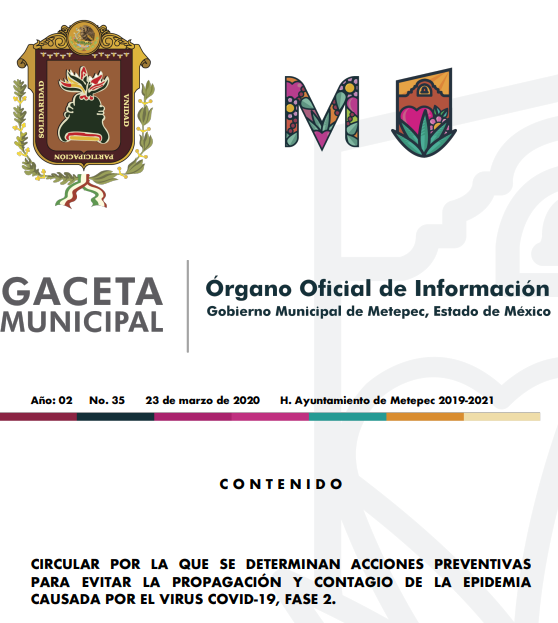 SOLIDARIDAD
VNIDAD
PARTICIPACIÓN
M
GACETA
MUNICIPAL
Órgano Oficial de Información
Gobierno Municipal de Metepec, Estado de México
Año: 02 No. 35 23 de marzo de 2020 H. Ayuntamiento de Metepec 2019-2021
CONTENIDO
CIRCULAR POR LA QUE SE DETERMINAN ACCIONES PREVENTIVAS
PARA EVITAR LA PROPAGACIÓN Y CONTAGIO DE LA EPIDEMIA
CAUSADA POR EL VIRUS COVID-19, FASE 2.